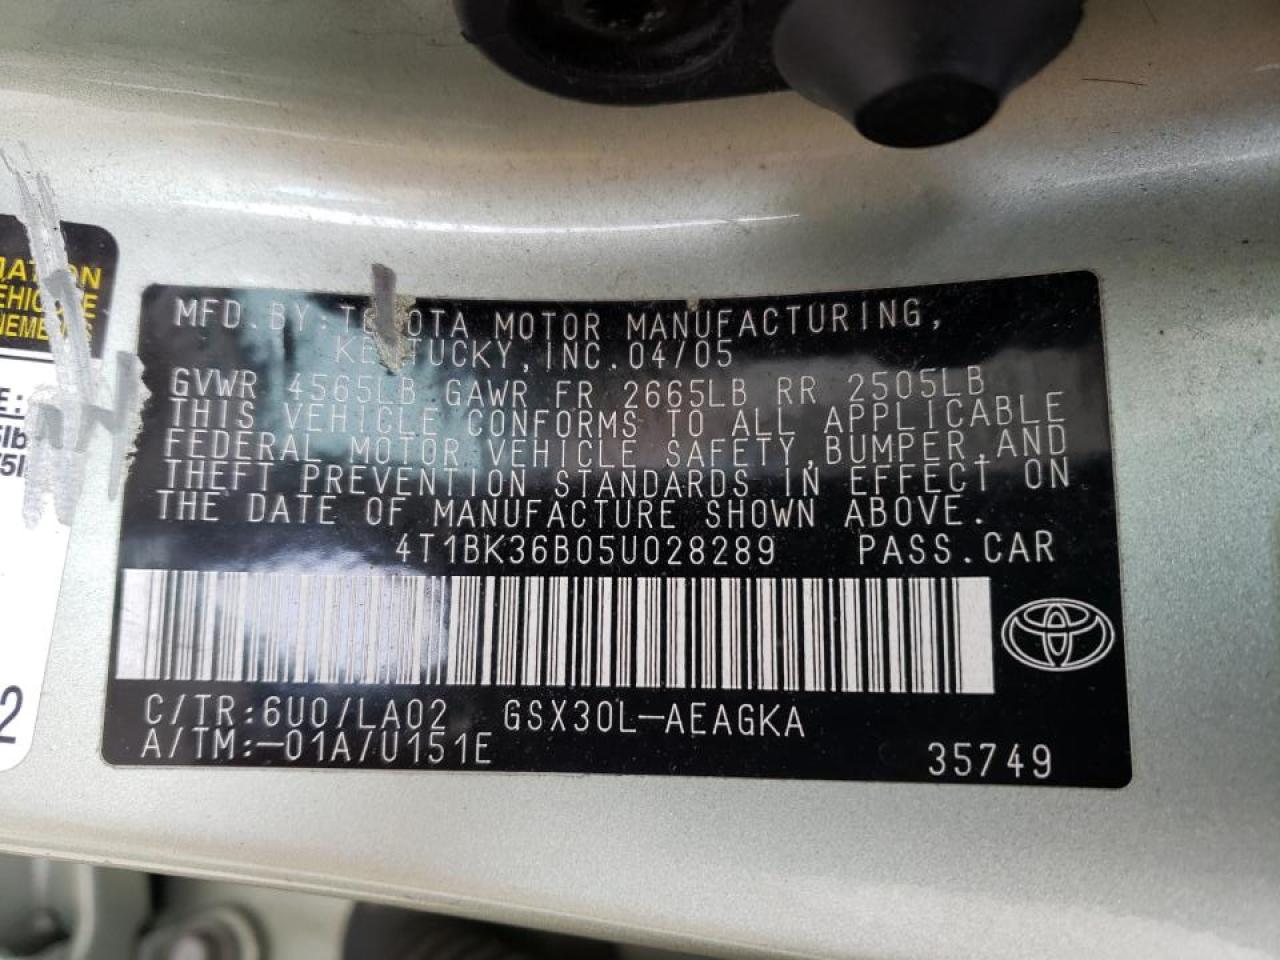 MFD.BY:TOYOTA MOTOR MANUFACTURING,
KENTUCKY,INC.04/05
GVWR 4565LB GAWR FR 2665LB RR 2505LB
THIS VEHICLE CONFORMS TO ALL APPLICABLE
FEDERAL MOTOR VEHICLE SAFETY,BUMPER,AND
THEFT PREVENTION STANDARDS IN EFFECT ON
THE DATE OF MANUFACTURE SHOWN ABOVE.
4T1BK36B05U028289 PASS.CAR
C/TR:6U0/LA02 GSX30L-AEAGKA
A/TM:-01A/U151E
35749
E:
2